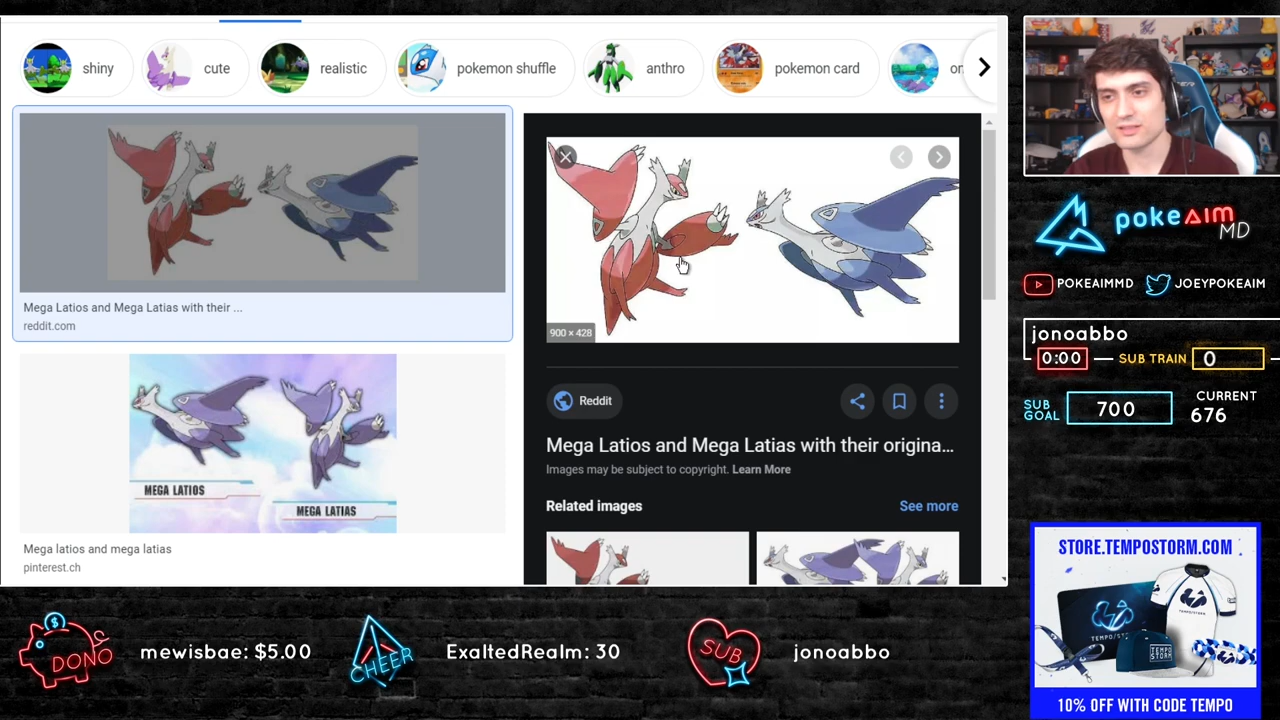 shiny
cute
realistic
pokemon shuffle
anthro
pokemon card
Mega Latios and Mega Latias with their ...
reddit.com
MEGA LATIOS
MEGA LATIAS
Mega latios and mega latias
pinterest.ch
900 × 428
Reddit
Mega Latios and Mega Latias with their origina...
Images may be subject to copyright. Learn More
Related images
See more
pokeAIM
MD
POKEAIMMD
JOEYPOKEAIM
jonoabbo
0:00
SUB TRAIN
0
SUB
GOAL
700
CURRENT
676
STORE.TEMPOSTORM.COM
10% OFF WITH CODE TEMPO
DONO
mewisbae: $5.00
CHEER
ExaltedRealm: 30
SUB
jonoabbo